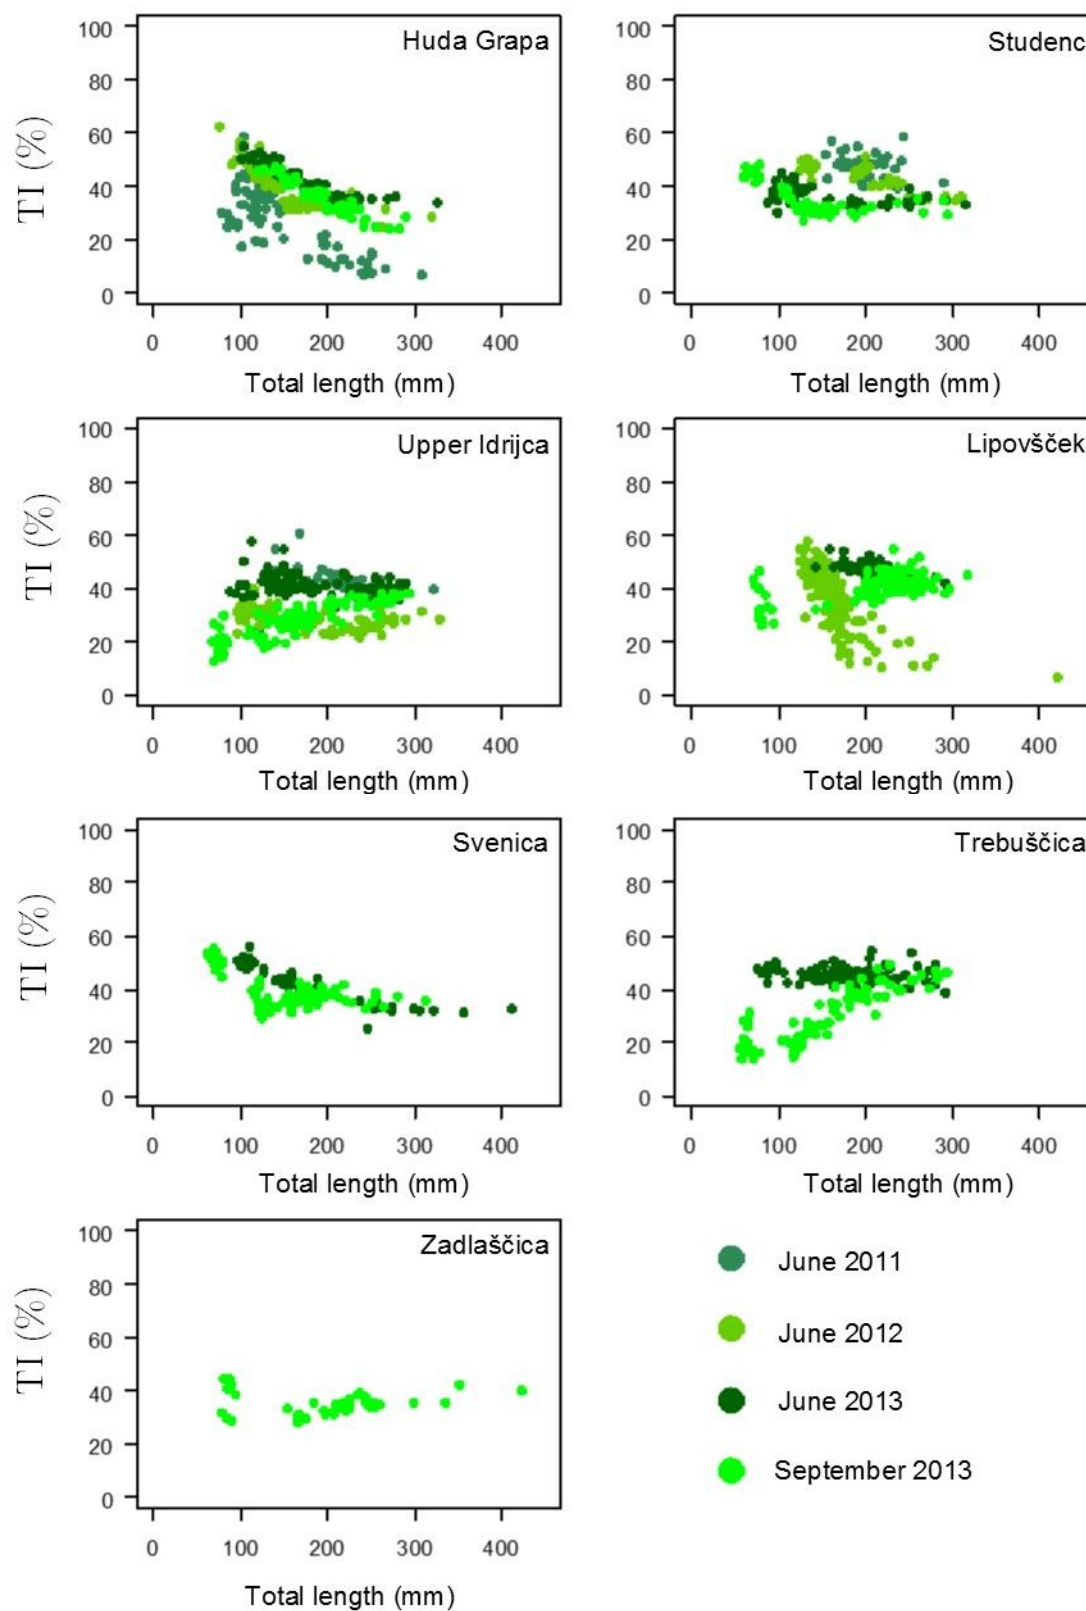 Huda Grapa
TI (%)
100
80
60
40
20
0
0 100 200 300 400
Total length (mm)
Studenc
100
80
60
40
20
0
0 100 200 300 400
Total length (mm)
Upper Idrijca
TI (%)
100
80
60
40
20
0
0 100 200 300 400
Total length (mm)
Lipovšček
100
80
60
40
20
0
0 100 200 300 400
Total length (mm)
Svenica
TI (%)
100
80
60
40
20
0
0 100 200 300 400
Total length (mm)
Trebuščica
100
80
60
40
20
0
0 100 200 300 400
Total length (mm)
Zadlaščica
TI (%)
100
80
60
40
20
0
0 100 200 300 400
Total length (mm)
June 2011
June 2012
June 2013
September 2013